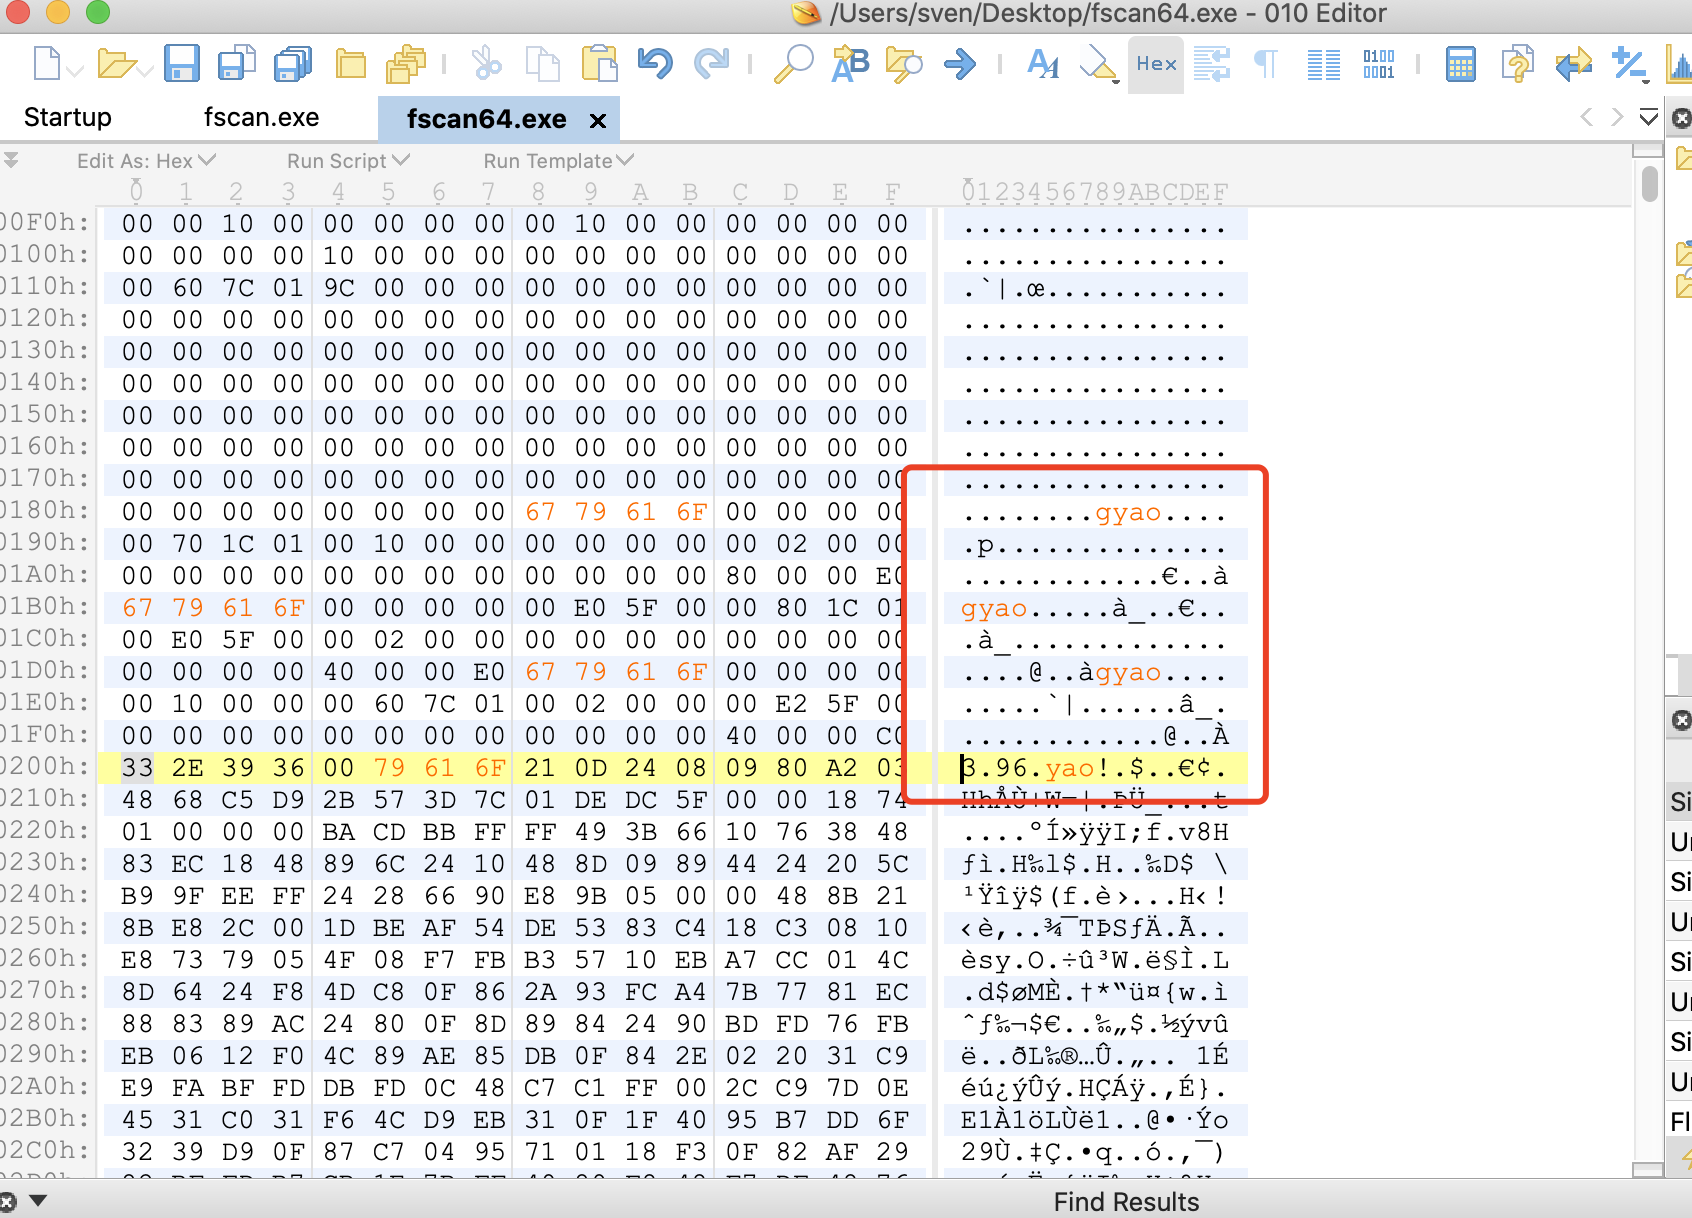 /Users/sven/Desktop/fscan64.exe - 010 Editor
Hex
Startup fscan.exe fscan64.exe x
Edit As: Hex Run Script Run Template
0 1 2 3 4 5 6 7 8 9 A B C D E F 0123456789ABCDEF
00F0h: 00 00 10 00 00 00 00 00 00 10 00 00 00 00 00 00 ................
0100h: 00 00 00 00 10 00 00 00 00 00 00 00 00 00 00 00 ................
0110h: 00 60 7C 01 9C 00 00 00 00 00 00 00 00 00 00 00 .`|.œ...........
0120h: 00 00 00 00 00 00 00 00 00 00 00 00 00 00 00 00 ................
0130h: 00 00 00 00 00 00 00 00 00 00 00 00 00 00 00 00 ................
0140h: 00 00 00 00 00 00 00 00 00 00 00 00 00 00 00 00 ................
0150h: 00 00 00 00 00 00 00 00 00 00 00 00 00 00 00 00 ................
0160h: 00 00 00 00 00 00 00 00 00 00 00 00 00 00 00 00 ................
0170h: 00 00 00 00 00 00 00 00 00 00 00 00 00 00 00 00 ................
0180h: 00 00 00 00 00 00 00 00 67 79 61 6F 00 00 00 00 ........gyao....
0190h: 00 70 1C 01 00 10 00 00 00 00 00 00 00 02 00 00 .p..............
01A0h: 00 00 00 00 00 00 00 00 00 00 00 00 80 00 00 E0 ............€..à
01B0h: 67 79 61 6F 00 00 00 00 00 E0 5F 00 00 80 1C 01 gyao.....à_..€..
01C0h: 00 E0 5F 00 00 02 00 00 00 00 00 00 00 00 00 00 .à_.............
01D0h: 00 00 00 00 40 00 00 E0 67 79 61 6F 00 00 00 00 ....@..àgyao....
01E0h: 00 10 00 00 00 60 7C 01 00 02 00 00 00 E2 5F 00 .....`|......â_.
01F0h: 00 00 00 00 00 00 00 00 00 00 00 00 40 00 00 C0 ............@..À
0200h: 33 2E 39 36 00 79 61 6F 21 0D 24 08 09 80 A2 03 3.96.yao!.$..€¢.
0210h: 48 68 C5 D9 2B 57 3D 7C 01 DE DC 5F 00 00 18 74 HhÅÙ+W=|.ÞÜ_...t
0220h: 01 00 00 00 BA CD BB FF FF 49 3B 66 10 76 38 48 ....ºÍ»ÿÿI;f.v8H
0230h: 83 EC 18 48 89 6C 24 10 48 8D 09 89 44 24 20 5C ƒì.H‰l$.H..‰D$ \
0240h: B9 9F EE FF 24 28 66 90 E8 9B 05 00 00 48 8B 21 ¹Ÿîÿ$(f.è›...H‹!
0250h: 8B E8 2C 00 1D BE AF 54 DE 53 83 C4 18 C3 08 10 ‹è,..¾¯TÞSƒÄ.Ã..
0260h: E8 73 79 05 4F 08 F7 FB B3 57 10 EB A7 CC 01 4C èsy.O.÷û³W.ë§Ì.L
0270h: 8D 64 24 F8 4D C8 0F 86 2A 93 FC A4 7B 77 81 EC .d$øMÈ.†*“ü¤{w.ì
0280h: 88 83 89 AC 24 80 0F 8D 89 84 24 90 BD FD 76 FB ˆƒ‰¬$€..‰„$.½ývû
0290h: EB 06 12 F0 4C 89 AE 85 DB 0F 84 2E 02 20 31 C9 ë..ðL‰®…Û.„.. 1É
02A0h: E9 FA BF FD DB FD 0C 48 C7 C1 FF 00 2C C9 7D 0E éú¿ýÛý.HÇÁÿ.,É}.
02B0h: 45 31 C0 31 F6 4C D9 EB 31 0F 1F 40 95 B7 DD 6F E1À1öLÙë1..@•·Ýo
02C0h: 32 39 D9 0F 87 C7 04 95 71 01 18 F3 0F 82 AF 29 29Ù.‡Ç.•q..ó.‚¯)
Find Results